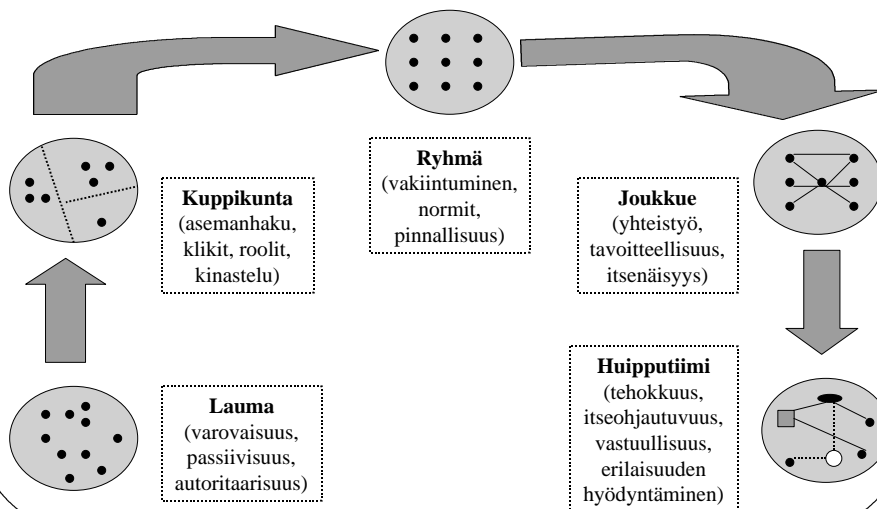 Ryhmä
(vakiintuminen,
normit,
pinnallisuus)
Kuppikunta
(asemanhaku,
klikit, roolit,
kinastelu)
Joukkue
(yhteistyö,
tavoitteellisuus,
itsenäisyys)
Lauma
(varovaisuus,
passiivisuus,
autoritaarisuus)
Huipputiimi
(tehokkuus,
itseohjautuvuus,
vastuullisuus,
erilaisuuden
hyödyntäminen)